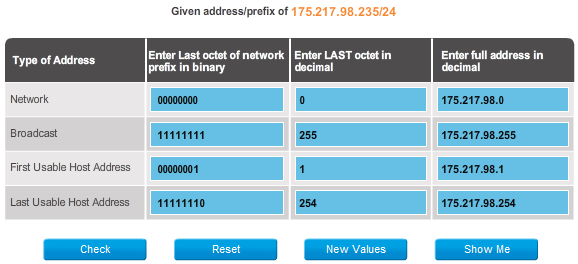 Given address/prefix of 175.217.98.235/24
Type of Address
Enter Last octet of network prefix in binary
Enter LAST octet in decimal
Enter full address in decimal
Network 00000000 0 175.217.98.0
Broadcast 11111111 255 175.217.98.255
First Usable Host Address 00000001 1 175.217.98.1
Last Usable Host Address 11111110 254 175.217.98.254
Check Reset New Values Show Me